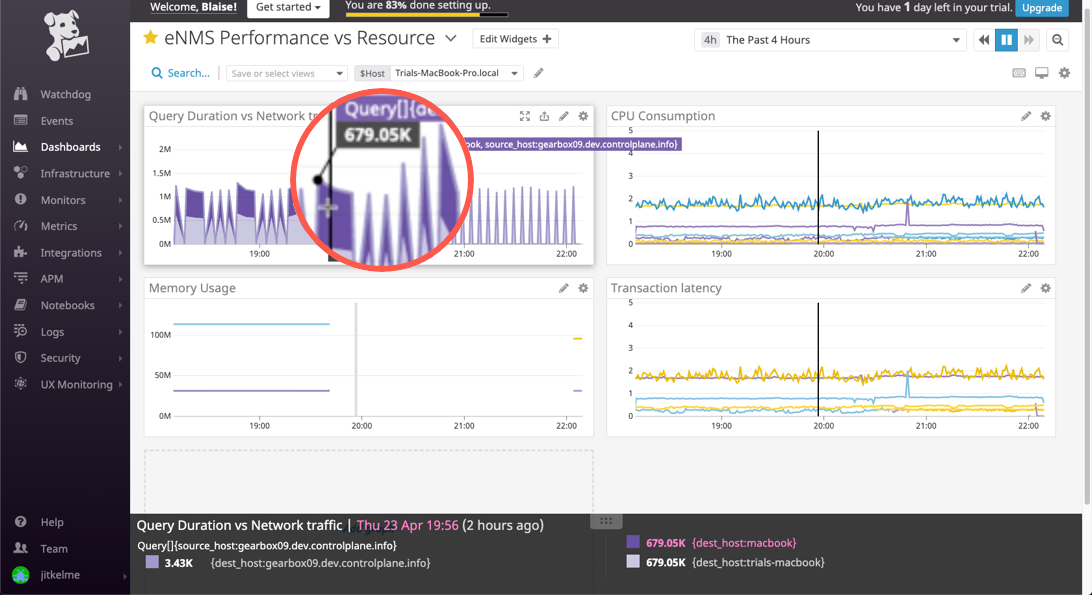 Welcome, Blaise!
Get started
You are 83% done setting up.
You have 1 day left in your trial.
Upgrade
eNMS Performance vs Resource
Edit Widgets +
4h The Past 4 Hours
Search...
Save or select views
$Host Trials-MacBook-Pro.local
Watchdog
Events
Dashboards
Infrastructure
Monitors
Metrics
Integrations
APM
Notebooks
Logs
Security
UX Monitoring
Help
Team
jitkelme
Query Duration vs Network
2M
1.5M
1M
0.5M
0M
19:00
21:00
22:00
Query[]{de
679.05K
source_host:gearbox09.dev.controlplane.info}
CPU Consumption
5
4
3
2
1
0
19:00
20:00
21:00
22:00
Memory Usage
100M
50M
0M
19:00
20:00
21:00
22:00
Transaction latency
5
4
3
2
1
0
19:00
20:00
21:00
22:00
Query Duration vs Network traffic | Thu 23 Apr 19:56 (2 hours ago)
Query[]{source_host:gearbox09.dev.controlplane.info}
3.43K {dest_host:gearbox09.dev.controlplane.info}
679.05K {dest_host:macbook}
679.05K {dest_host:trials-macbook}